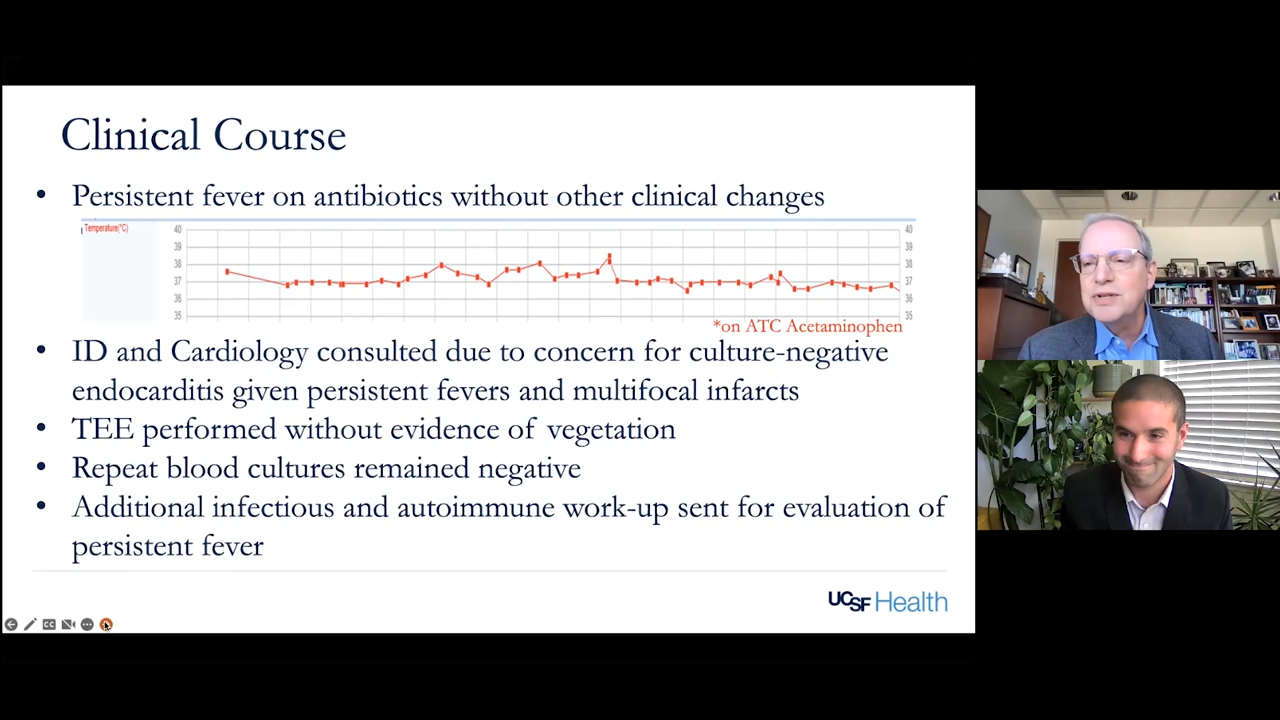 Clinical Course
• Persistent fever on antibiotics without other clinical changes
Temperature(°C)
40
39
38
37
36
35
40
39
38
37
36
35
*on ATC Acetaminophen
• ID and Cardiology consulted due to concern for culture-negative
endocarditis given persistent fevers and multifocal infarcts
• TEE performed without evidence of vegetation
• Repeat blood cultures remained negative
• Additional infectious and autoimmune work-up sent for evaluation of
persistent fever
UCSF Health
CC